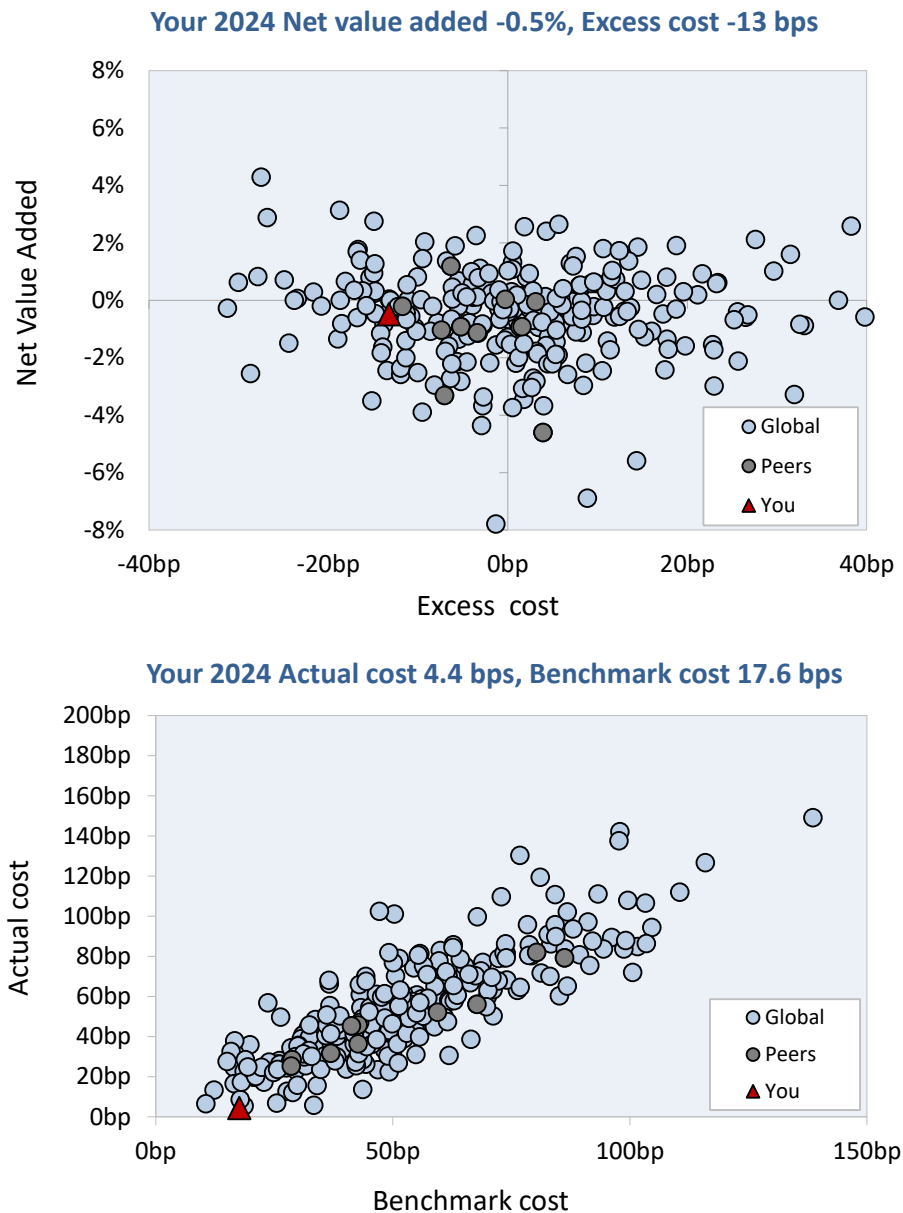 Your 2024 Net value added -0.5%, Excess cost -13 bps
8%
6%
4%
2%
0%
-2%
-4%
-6%
-8%
Net Value Added
-40bp
-20bp
0bp
20bp
40bp
Excess cost
Global
Peers
You
Your 2024 Actual cost 4.4 bps, Benchmark cost 17.6 bps
200bp
180bp
160bp
140bp
120bp
100bp
80bp
60bp
40bp
20bp
0bp
Actual cost
0bp
50bp
100bp
150bp
Benchmark cost
Global
Peers
You